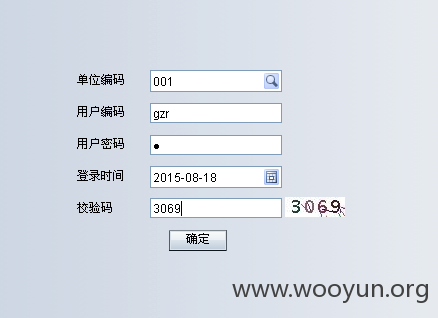 单位编码 001
用户编码 gzr
用户密码 ●
登录时间 2015-08-18
校验码 3069 3069
确定
www.wooyun.org